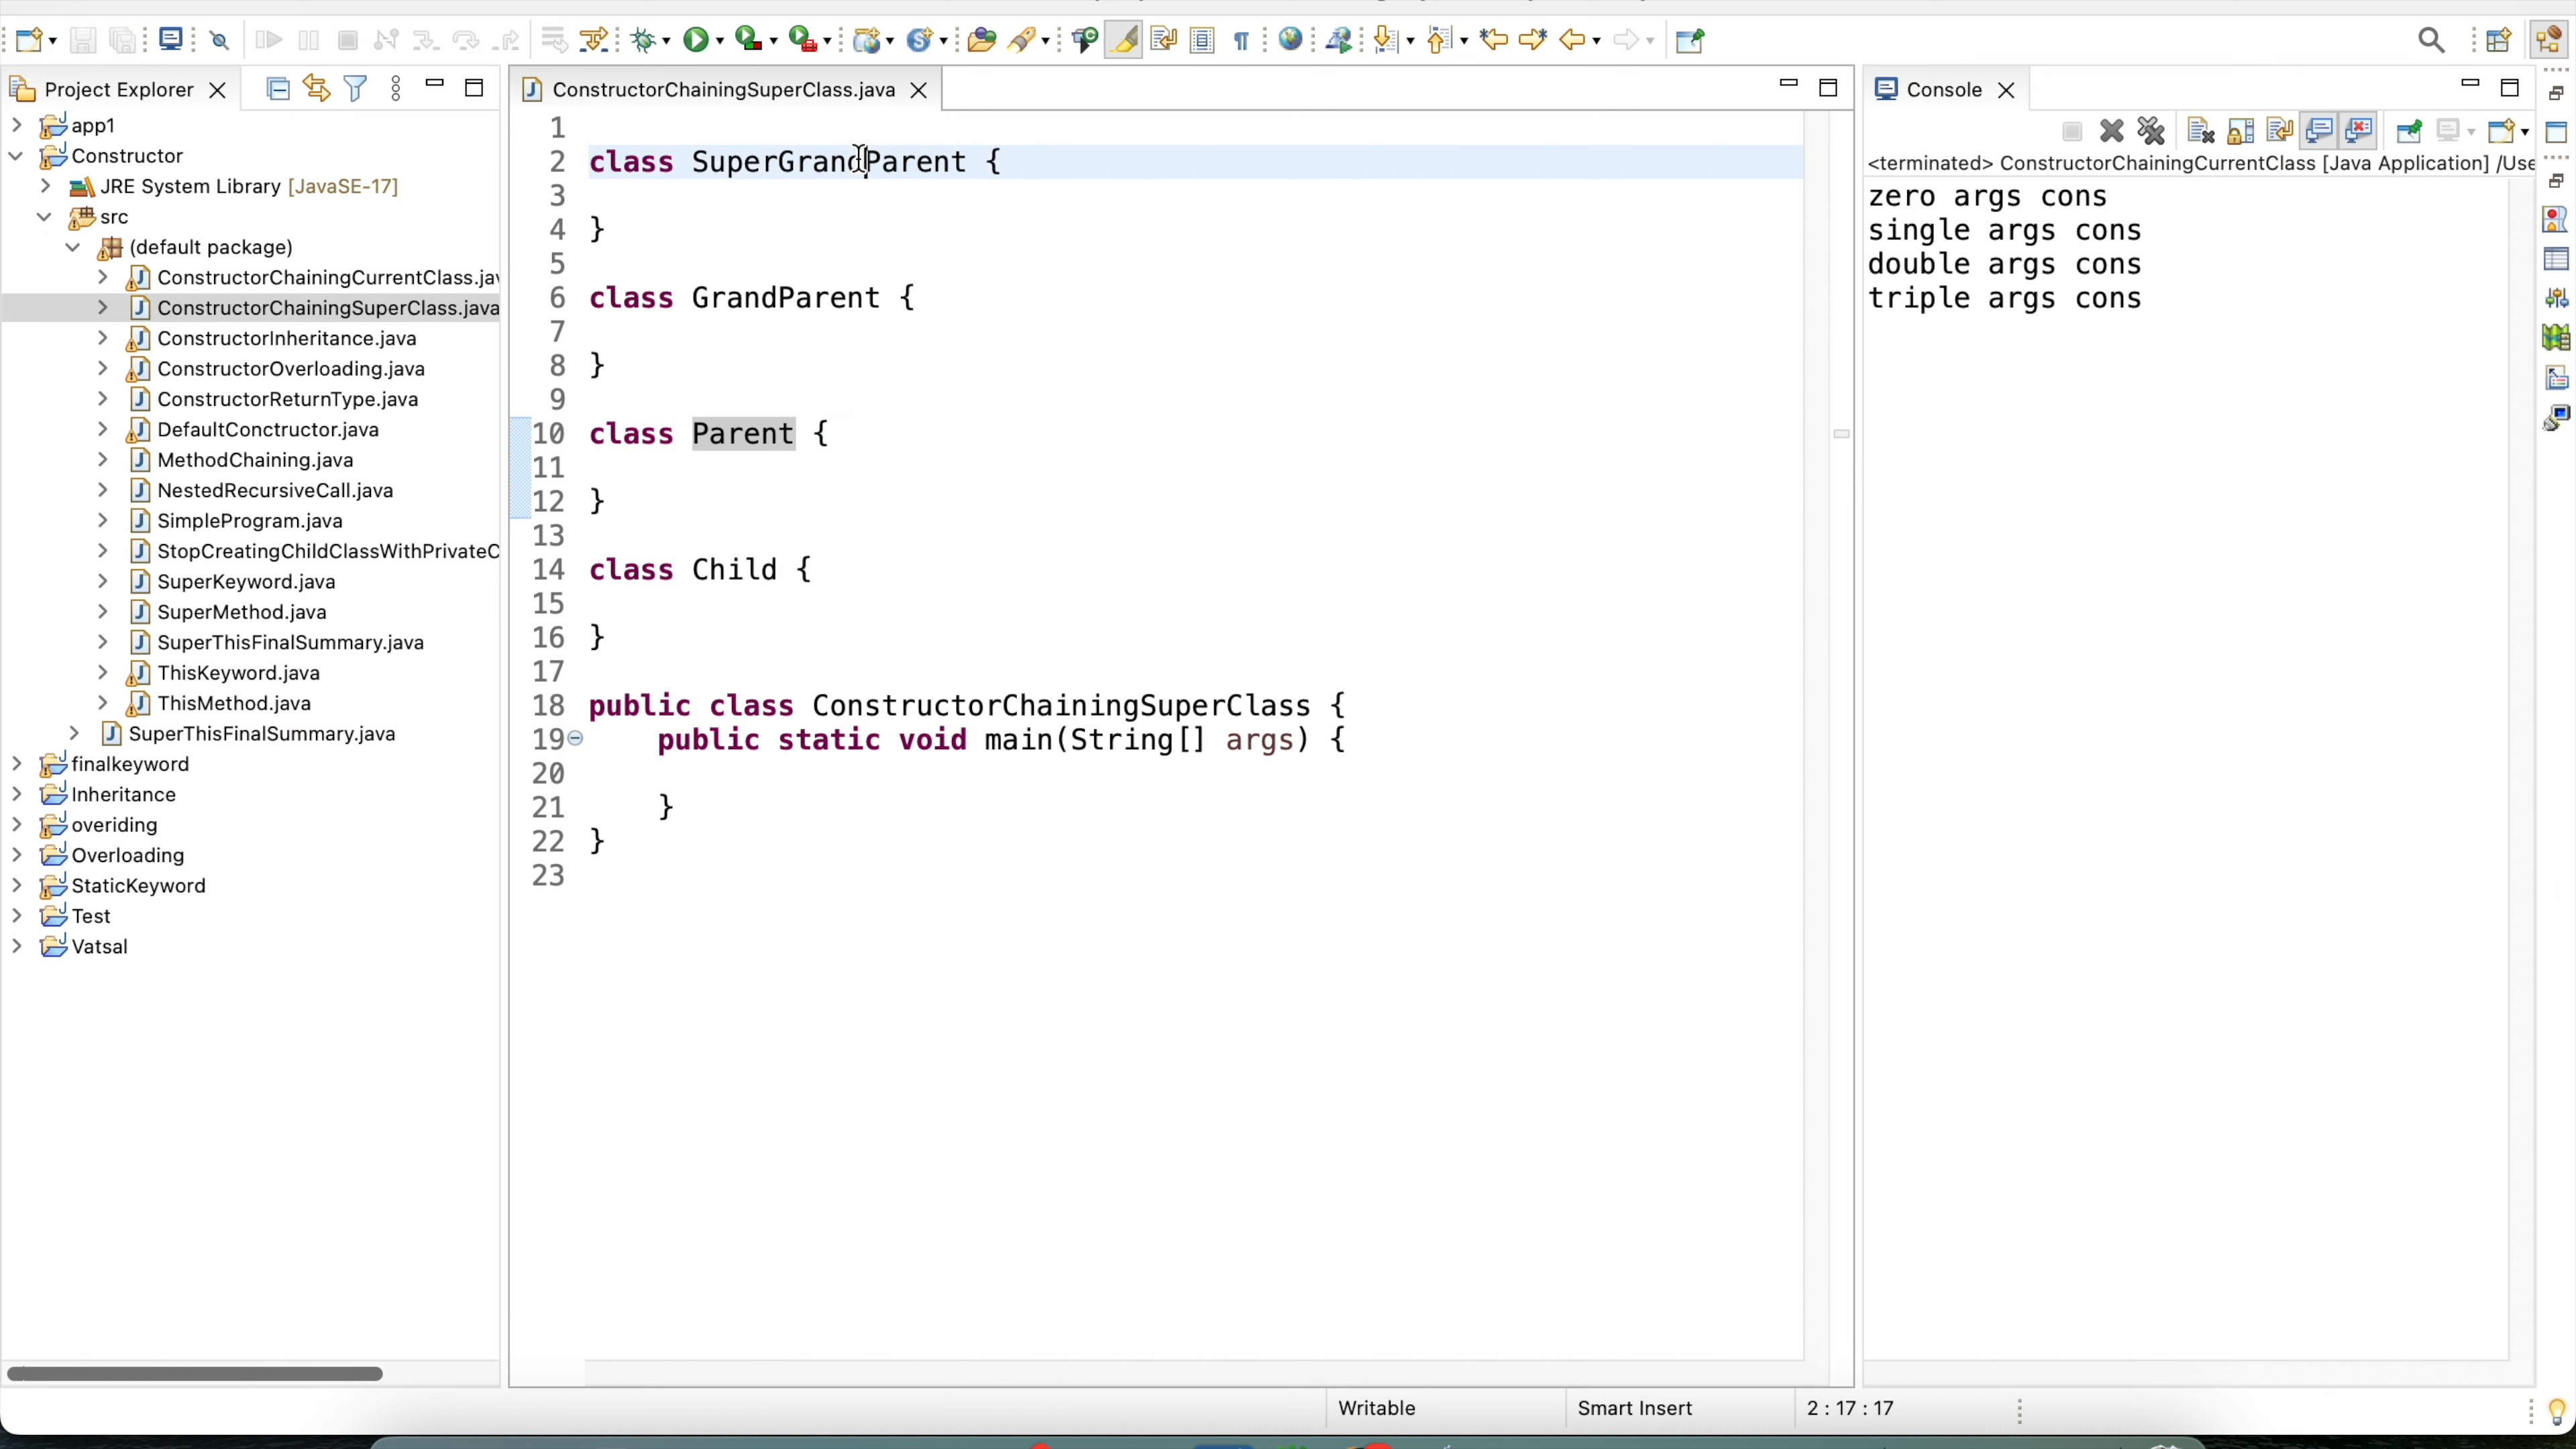 Project Explorer
app1
Constructor
JRE System Library [JavaSE-17]
src
(default package)
ConstructorChainingCurrentClass.jav
ConstructorChainingSuperClass.java
ConstructorInheritance.java
ConstructorOverloading.java
ConstructorReturnType.java
DefaultConctructor.java
MethodChaining.java
NestedRecursiveCall.java
SimpleProgram.java
StopCreatingChildClassWithPrivateC
SuperKeyword.java
SuperMethod.java
SuperThisFinalSummary.java
ThisKeyword.java
ThisMethod.java
SuperThisFinalSummary.java
finalkeyword
Inheritance
overiding
Overloading
StaticKeyword
Test
Vatsal
ConstructorChainingSuperClass.java
1
2 class SuperGrandParent {
3
4 }
5
6 class GrandParent {
7
8 }
9
10 class Parent {
11
12 }
13
14 class Child {
15
16 }
17
18 public class ConstructorChainingSuperClass {
19 public static void main(String[] args) {
20
21 }
22 }
23
Console
<terminated> ConstructorChainingCurrentClass [Java Application] /Use
zero args cons
single args cons
double args cons
triple args cons
Writable
Smart Insert
2 : 17 : 17